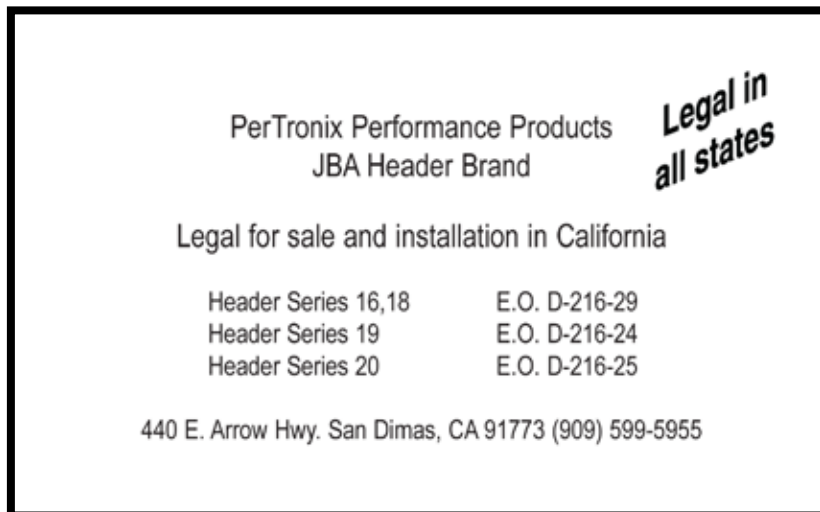 Legal in
all states
PerTronix Performance Products
JBA Header Brand
Legal for sale and installation in California
Header Series 16,18 E.O. D-216-29
Header Series 19 E.O. D-216-24
Header Series 20 E.O. D-216-25
440 E. Arrow Hwy. San Dimas, CA 91773 (909) 599-5955